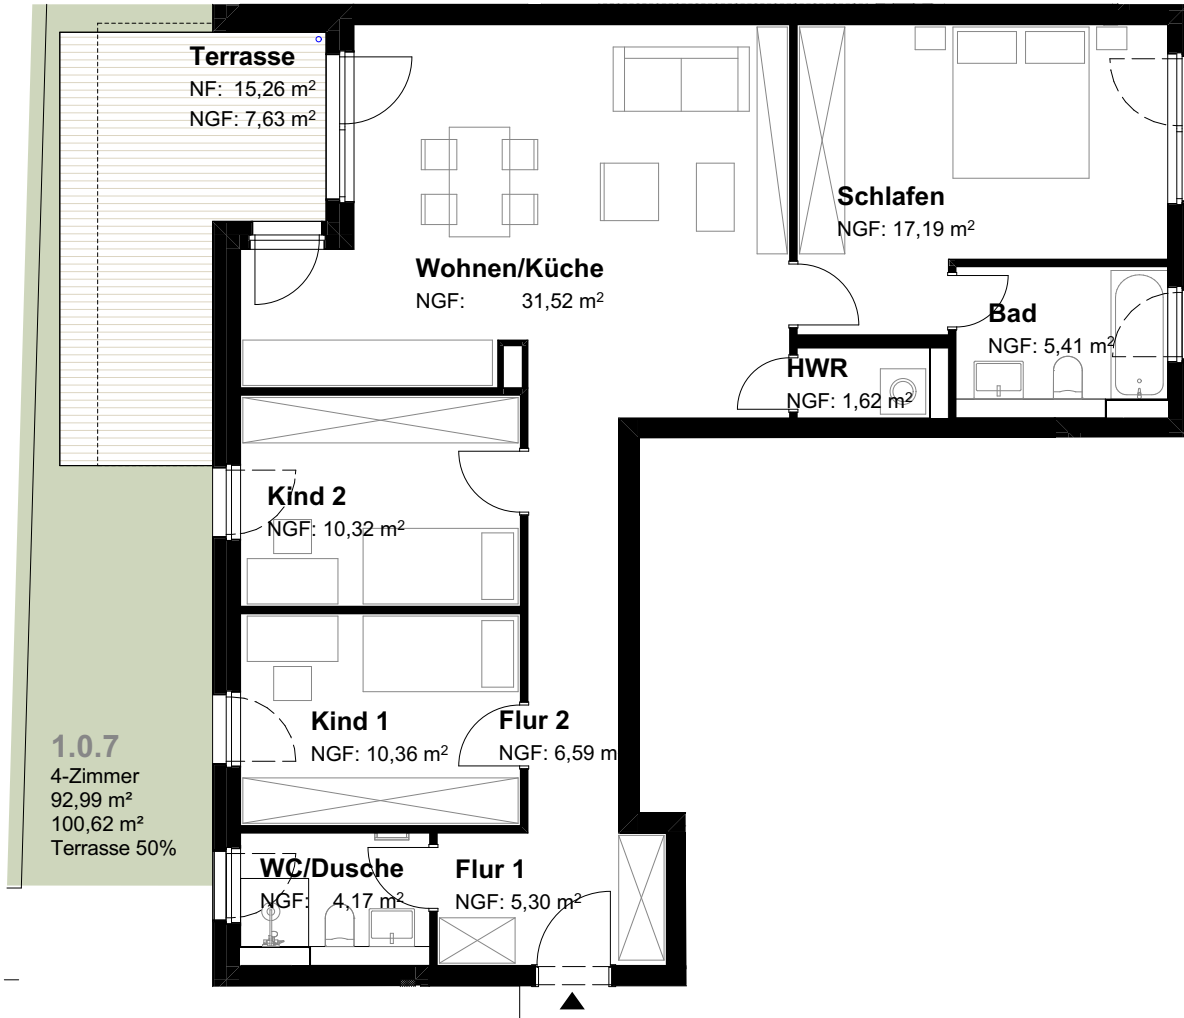 Terrasse
NF: 15,26 m²
NGF: 7,63 m²
Schlafen
NGF: 17,19 m²
Wohnen/Küche
NGF: 31,52 m²
Bad
NGF: 5,41 m²
HWR
NGF: 1,62 m²
Kind 2
NGF: 10,32 m²
Kind 1
NGF: 10,36 m²
Flur 2
NGF: 6,59 m
1.0.7
4-Zimmer
92,99 m²
100,62 m²
Terrasse 50%
WC/Dusche
NGF: 4,17 m²
Flur 1
NGF: 5,30 m²